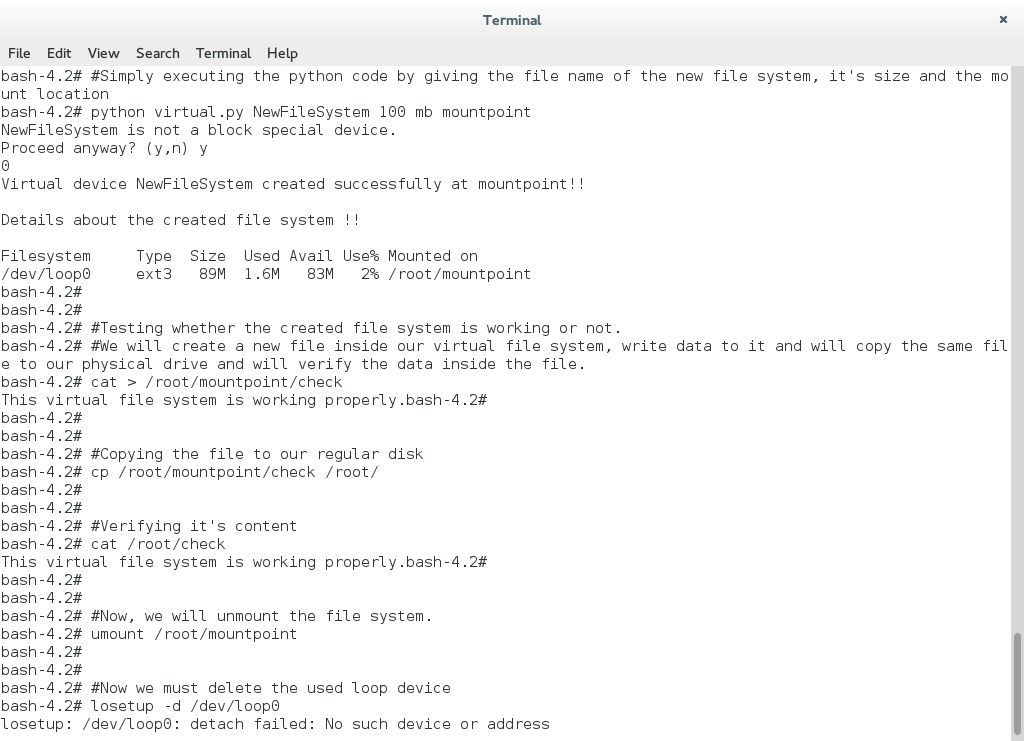 Terminal
×
File Edit View Search Terminal Help
bash-4.2# #Simply executing the python code by giving the file name of the new file system, it's size and the mo
unt location
bash-4.2# python virtual.py NewFileSystem 100 mb mountpoint
NewFileSystem is not a block special device.
Proceed anyway? (y,n) y
0
Virtual device NewFileSystem created successfully at mountpoint!!
Details about the created file system !!
Filesystem     Type  Size  Used Avail Use% Mounted on
/dev/loop0     ext3   89M  1.6M   83M   2% /root/mountpoint
bash-4.2#
bash-4.2#
bash-4.2# #Testing whether the created file system is working or not.
bash-4.2# #We will create a new file inside our virtual file system, write data to it and will copy the same fil
e to our physical drive and will verify the data inside the file.
bash-4.2# cat > /root/mountpoint/check
This virtual file system is working properly.bash-4.2#
bash-4.2#
bash-4.2#
bash-4.2# #Copying the file to our regular disk
bash-4.2# cp /root/mountpoint/check /root/
bash-4.2#
bash-4.2#
bash-4.2# #Verifying it's content
bash-4.2# cat /root/check
This virtual file system is working properly.bash-4.2#
bash-4.2#
bash-4.2#
bash-4.2# #Now, we will unmount the file system.
bash-4.2# umount /root/mountpoint
bash-4.2#
bash-4.2#
bash-4.2# #Now we must delete the used loop device
bash-4.2# losetup -d /dev/loop0
losetup: /dev/loop0: detach failed: No such device or address